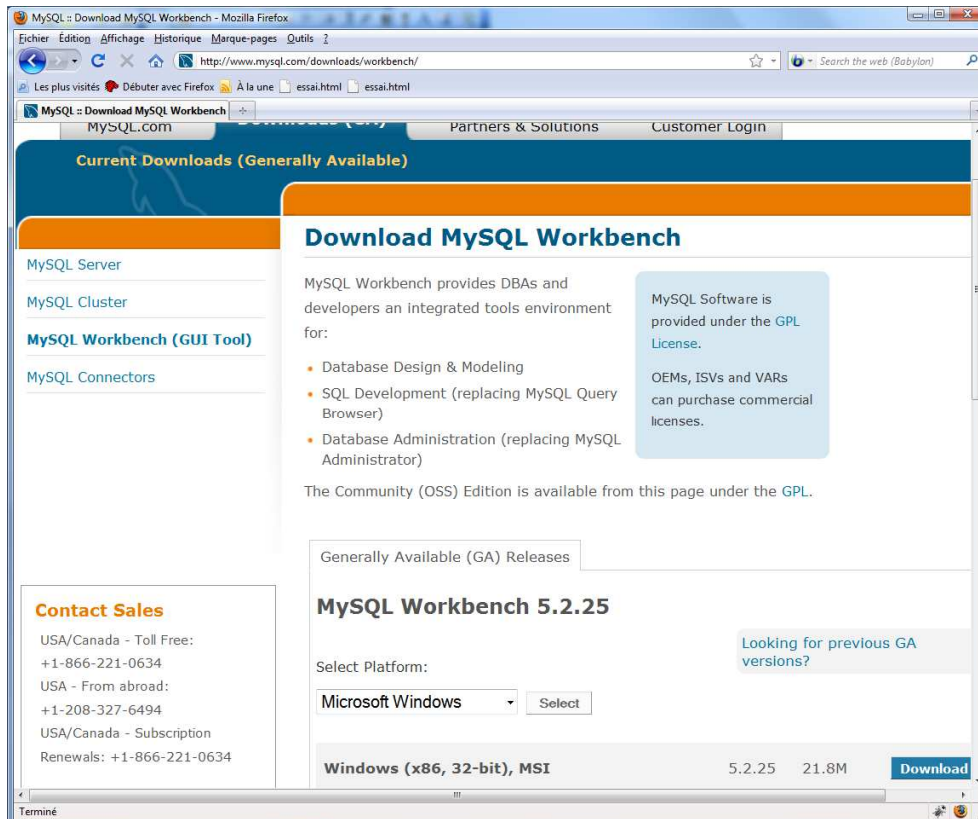 MySQL :: Download MySQL Workbench - Mozilla Firefox
Fichier Édition Affichage Historique Marque-pages Outils ?
http://www.mysql.com/downloads/workbench/
Search the web (Babylon)
Les plus visités Débuter avec Firefox À la une essai.html essai.html
MySQL :: Download MySQL Workbench
MySQL.com Downloads (GA) Partners & Solutions Customer Login
Current Downloads (Generally Available)
MySQL Server
MySQL Cluster
MySQL Workbench (GUI Tool)
MySQL Connectors
Download MySQL Workbench
MySQL Workbench provides DBAs and
developers an integrated tools environment
for:
• Database Design & Modeling
• SQL Development (replacing MySQL Query
Browser)
• Database Administration (replacing MySQL
Administrator)
MySQL Software is
provided under the GPL
License.
OEMs, ISVs and VARs
can purchase commercial
licenses.
The Community (OSS) Edition is available from this page under the GPL.
Generally Available (GA) Releases
MySQL Workbench 5.2.25
Looking for previous GA
versions?
Select Platform:
Microsoft Windows Select
Windows (x86, 32-bit), MSI 5.2.25 21.8M Download
Contact Sales
USA/Canada - Toll Free:
+1-866-221-0634
USA - From abroad:
+1-208-327-6494
USA/Canada - Subscription
Renewals: +1-866-221-0634
Terminé